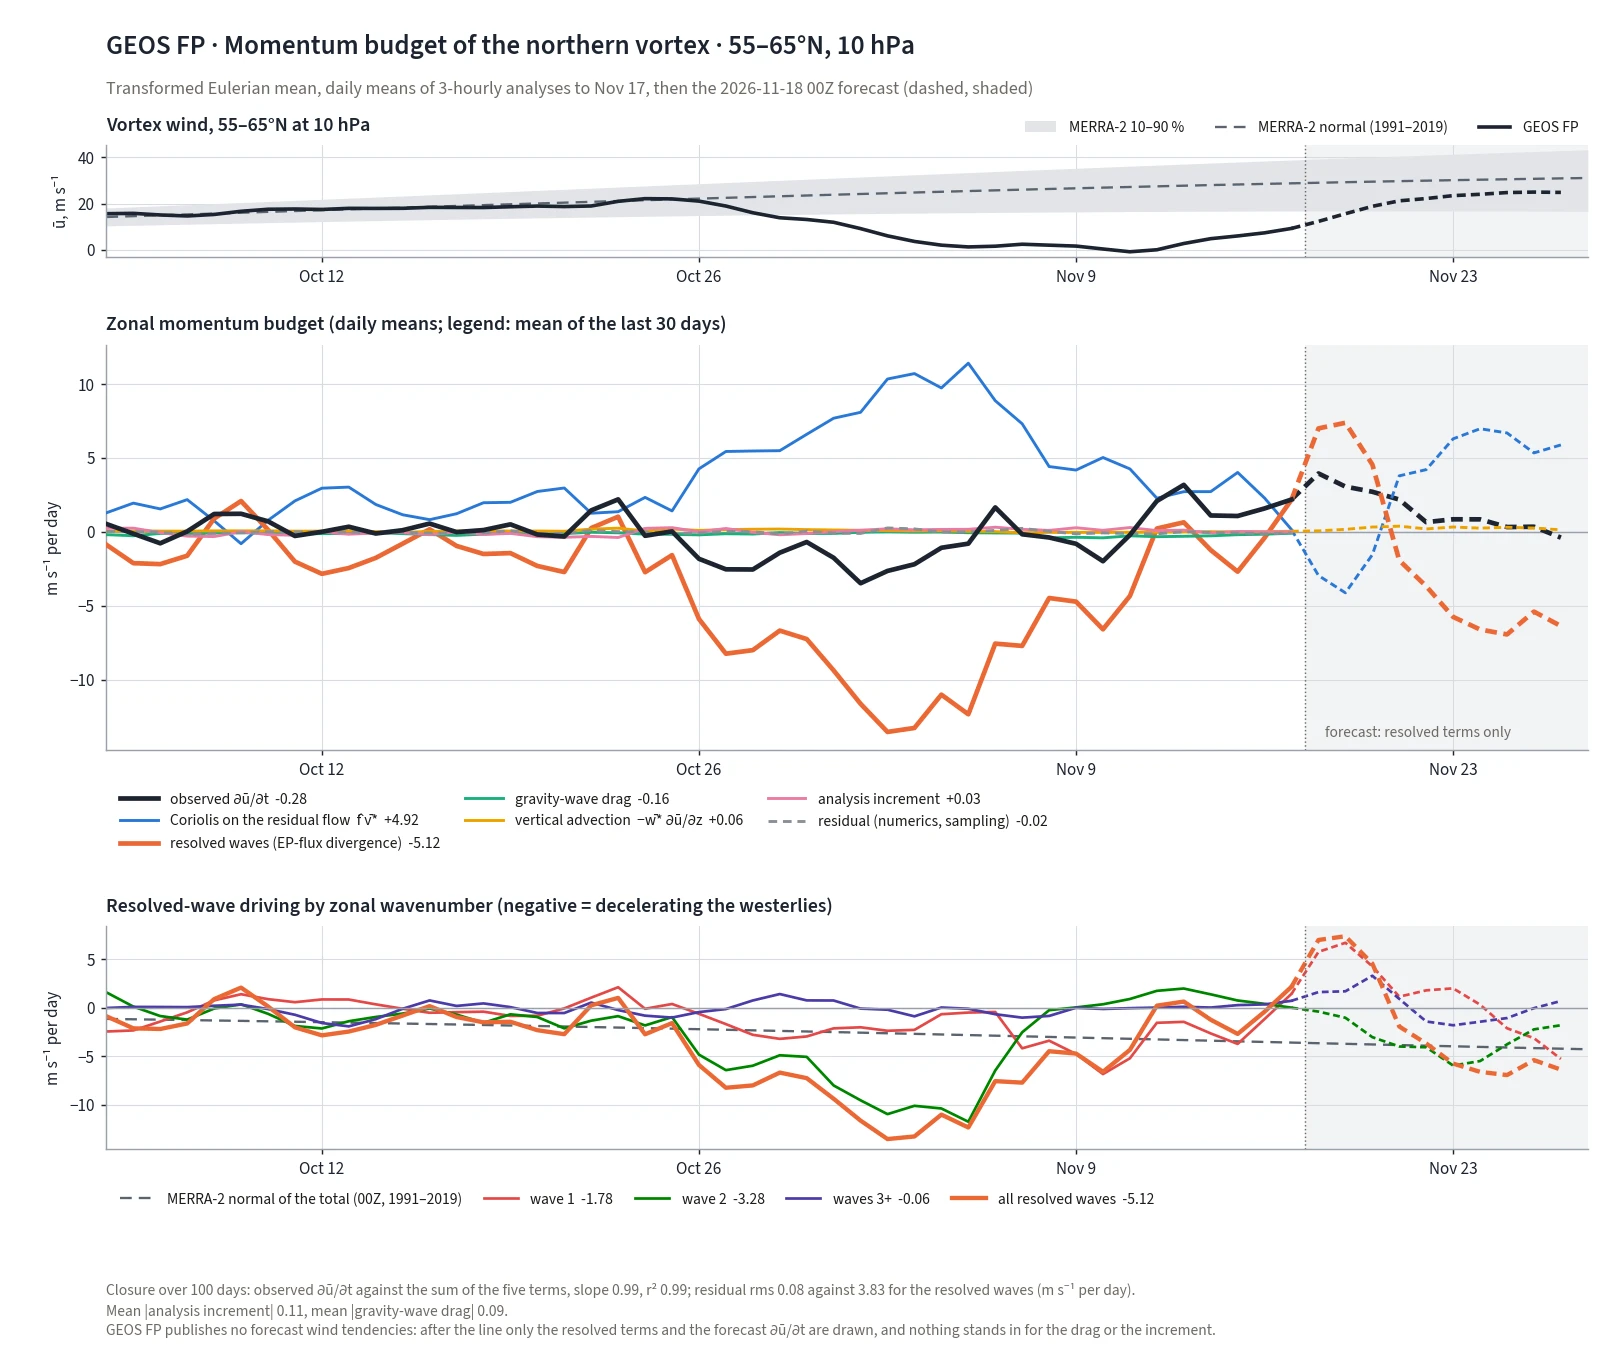 GEOS FP · Momentum budget of the northern vortex · 55–65°N, 10 hPa
Transformed Eulerian mean, daily means of 3-hourly analyses to Nov 17, then the 2026-11-18 00Z forecast (dashed, shaded)
Vortex wind, 55–65°N at 10 hPa
MERRA-2 10–90 %
MERRA-2 normal (1991–2019)
GEOS FP
ū, m s⁻¹
40
20
0
Oct 12
Oct 26
Nov 9
Nov 23
Zonal momentum budget (daily means; legend: mean of the last 30 days)
m s⁻¹ per day
10
5
0
−5
−10
forecast: resolved terms only
Oct 12
Oct 26
Nov 9
Nov 23
observed ∂ū/∂t -0.28
Coriolis on the residual flow f v̄* +4.92
resolved waves (EP-flux divergence) -5.12
gravity-wave drag -0.16
vertical advection −w̄* ∂ū/∂z +0.06
analysis increment +0.03
residual (numerics, sampling) -0.02
Resolved-wave driving by zonal wavenumber (negative = decelerating the westerlies)
m s⁻¹ per day
5
0
−5
−10
Oct 12
Oct 26
Nov 9
Nov 23
MERRA-2 normal of the total (00Z, 1991–2019)
wave 1 -1.78
wave 2 -3.28
waves 3+ -0.06
all resolved waves -5.12
Closure over 100 days: observed ∂ū/∂t against the sum of the five terms, slope 0.99, r² 0.99; residual rms 0.08 against 3.83 for the resolved waves (m s⁻¹ per day).
Mean |analysis increment| 0.11, mean |gravity-wave drag| 0.09.
GEOS FP publishes no forecast wind tendencies: after the line only the resolved terms and the forecast ∂ū/∂t are drawn, and nothing stands in for the drag or the increment.